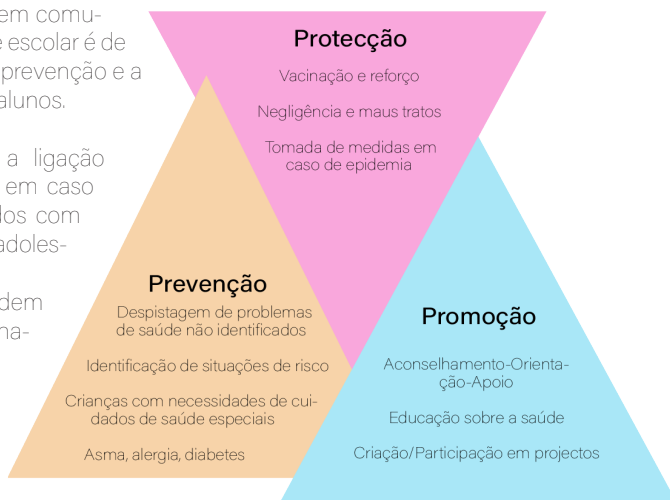 em comu-
escolar é de
prevenção e a
alunos.
a ligação
em caso
dos com
adoles-
dem
Protecção
Vacinação e reforço
Negligência e maus tratos
Tomada de medidas em
caso de epidemia
Prevenção
Despistagem de problemas
de saúde não identificados
Identificação de situações de risco
Crianças com necessidades de cui-
dados de saúde especiais
Asma, alergia, diabetes
Promoção
Aconselhamento-Orienta-
ção-Apoio
Educação sobre a saúde
Criação/Participação em projectos